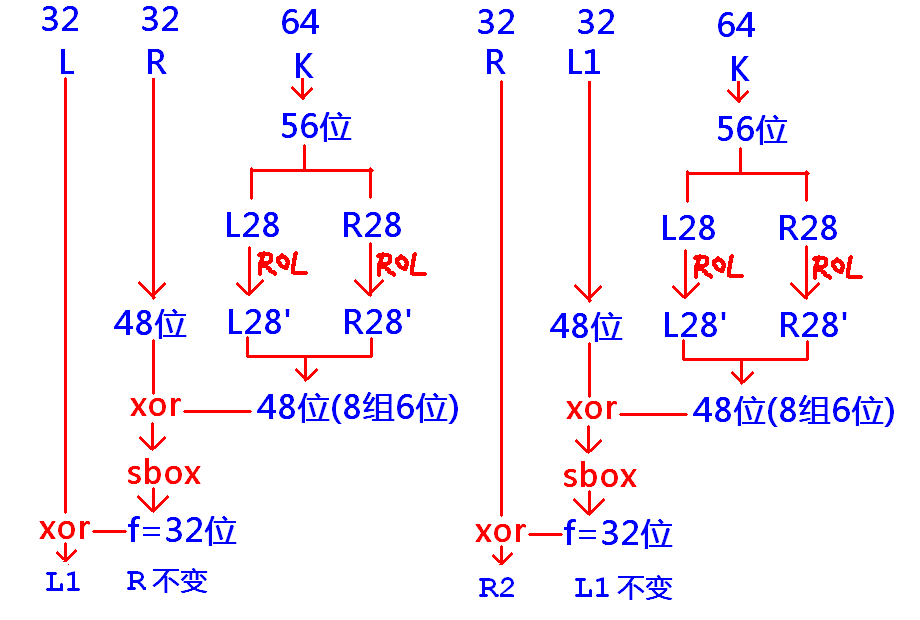 32 32 64 32 32 64
L R K R L1 K
56位 56位
L28 R28 L28 R28
ROL ROL ROL ROL
48位 L28' R28' 48位 L28' R28'
xor 48位(8组6位) xor 48位(8组6位)
sbox sbox
xor f=32位 xor f=32位
L1 R不变 R2 L1不变